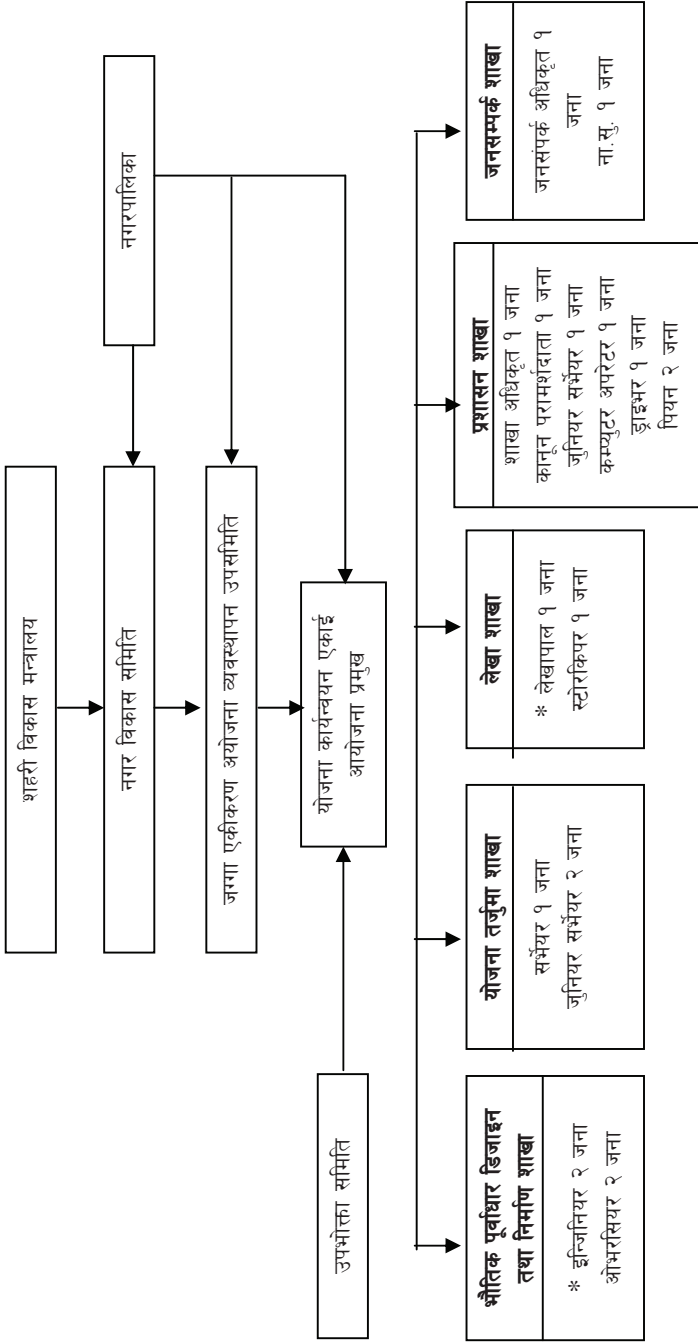 शहरी विकास मन्त्रालय
नगर विकास समिति
नगरपालिका
जग्गा एकीकरण अयोजना व्यवस्थापन उपसमिति
उपभोक्ता समिति
योजना कार्यन्वयन एकाई
आयोजना प्रमुख
भौतिक पूर्वाधार डिजाइन
तथा निर्माण शाखा
* इन्जिनियर २ जना
ओभरसियर २ जना
योजना तर्जुमा शाखा
सर्भेयर १ जना
जुनियर सर्भेयर २ जना
लेखा शाखा
* लेखापाल १ जना
स्टोरकिपर १ जना
प्रशासन शाखा
शाखा अधिकृत १ जना
कानून परामर्शदाता १ जना
जुनियर सर्भेयर १ जना
कम्प्युटर अपरेटर १ जना
ड्राइभर १ जना
पियन २ जना
जनसम्पर्क शाखा
जनसंपर्क अधिकृत १
जना
ना.सु. १ जना